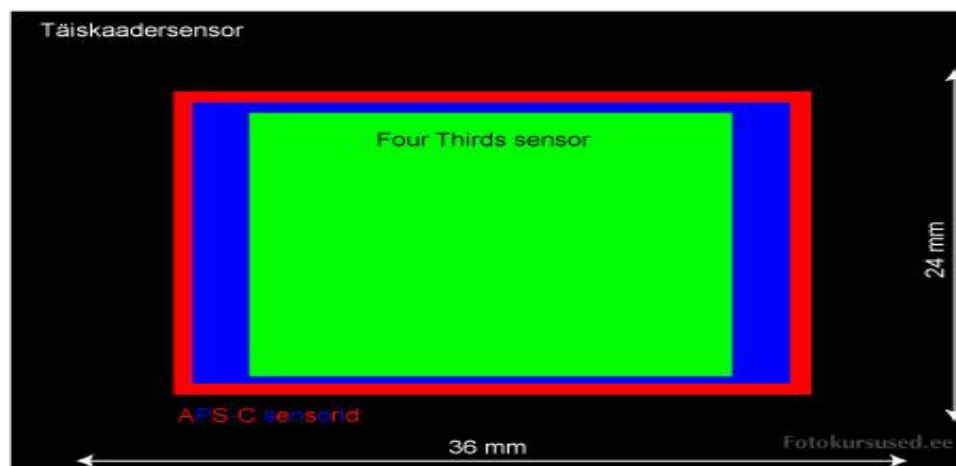 Täiskaadersensor
Four Thirds sensor
24 mm
APS-C sensorid
36 mm
Fotokursused.ee